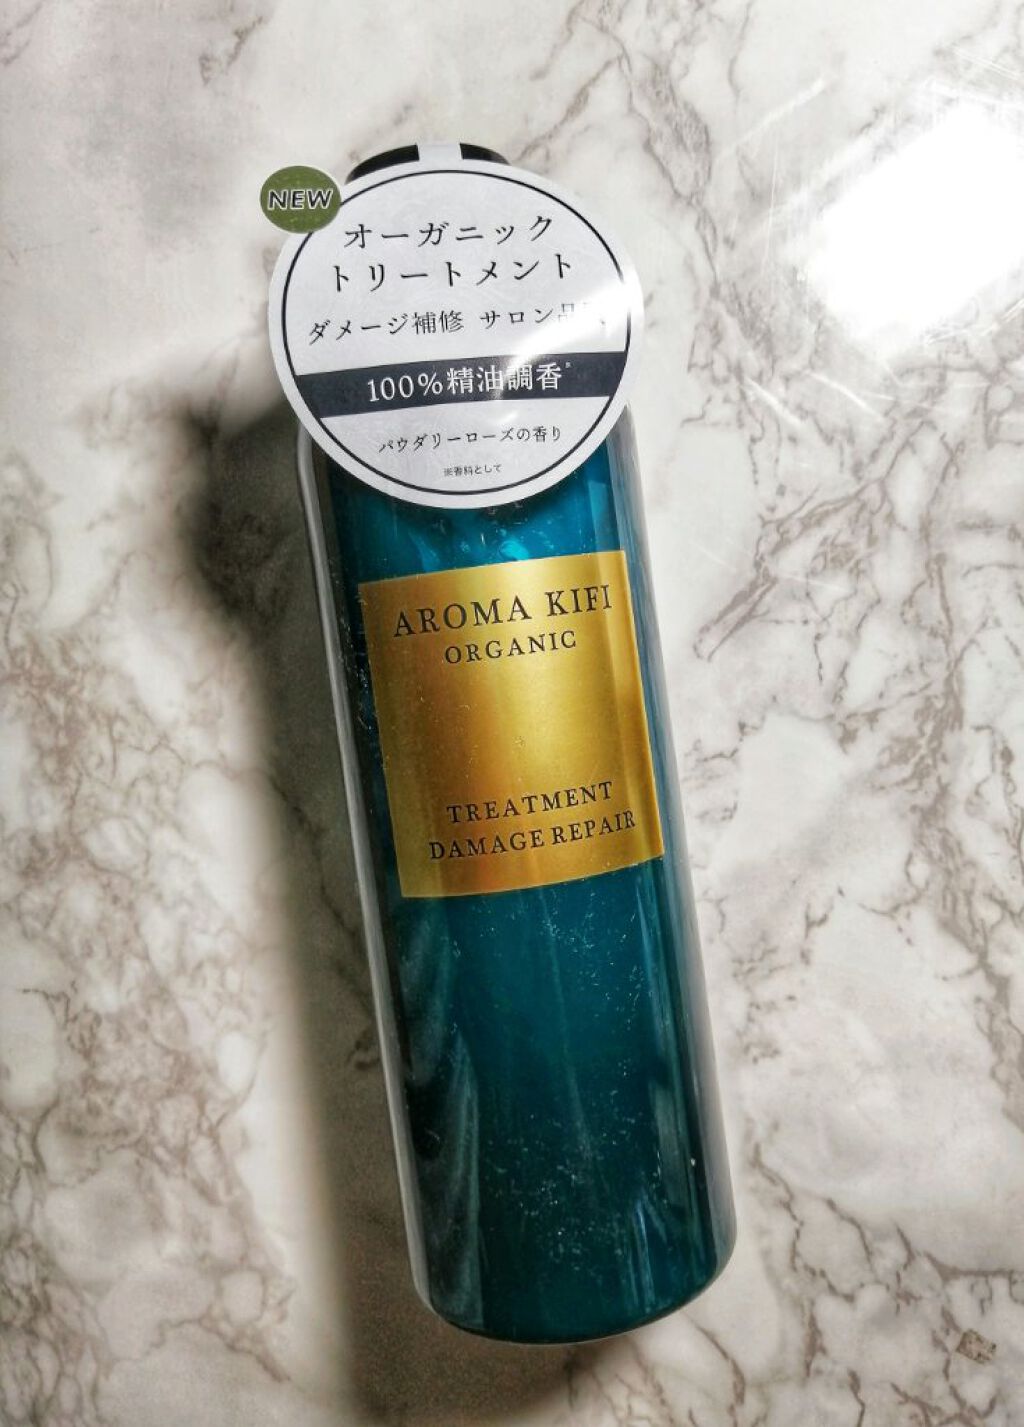 NEW
オーガニック
トリートメント
ダメージ補修 サロン
100%精油調香※
パウダリーローズの香り
※香料として
AROMA KIFI
ORGANIC
TREATMENT
DAMAGE REPAIR